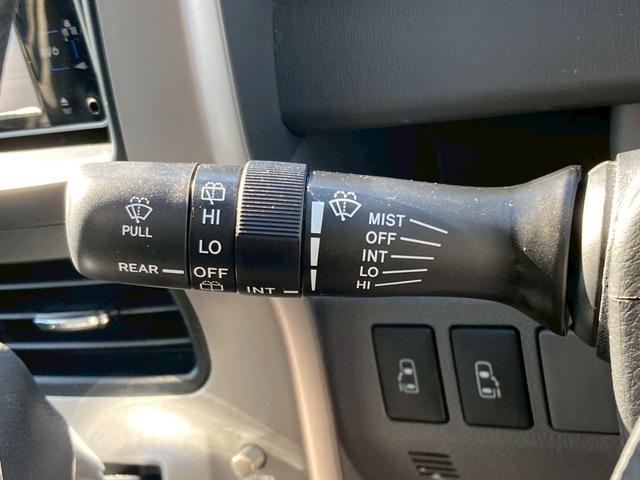 PULL
REAR
HI
LO
OFF
INT
MIST
OFF
INT
LO
HI